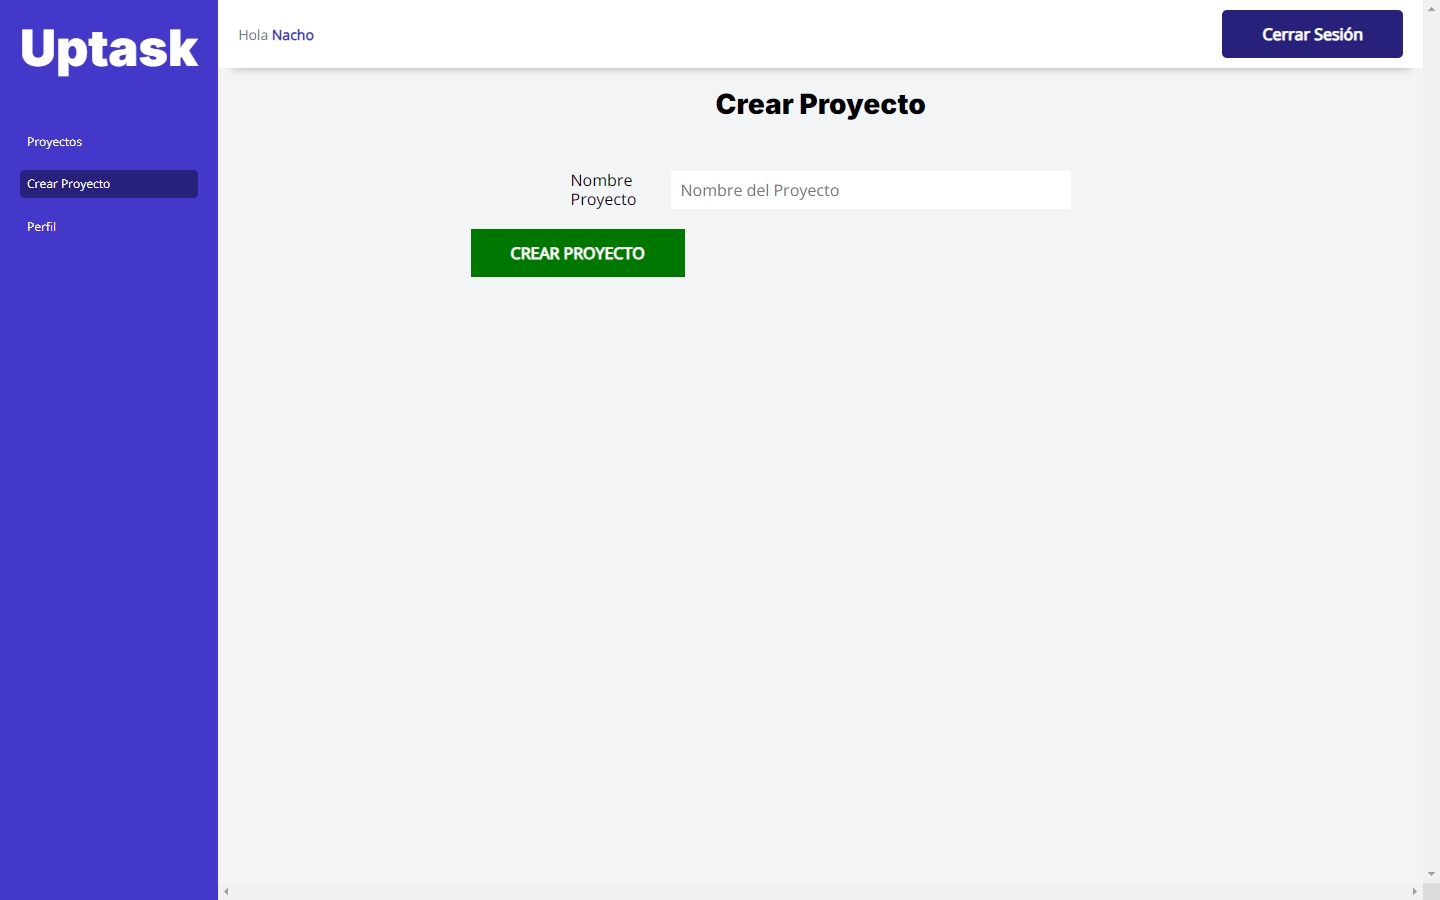 Uptask
Proyectos
Crear Proyecto
Perfil
Hola Nacho
Cerrar Sesión
Crear Proyecto
Nombre
Proyecto
Nombre del Proyecto
CREAR PROYECTO